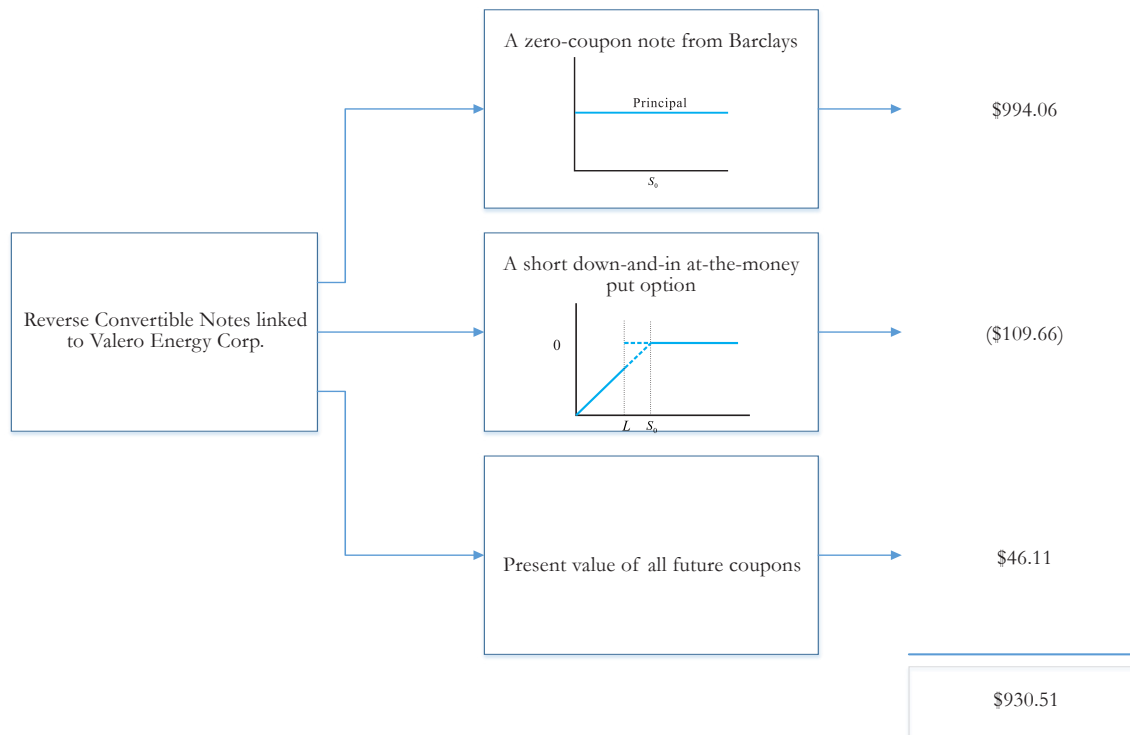 A zero-coupon note from Barclays
Principal
S₀
$994.06
Reverse Convertible Notes linked
to Valero Energy Corp.
A short down-and-in at-the-money
put option
0
L S₀
($109.66)
Present value of all future coupons
$46.11
$930.51